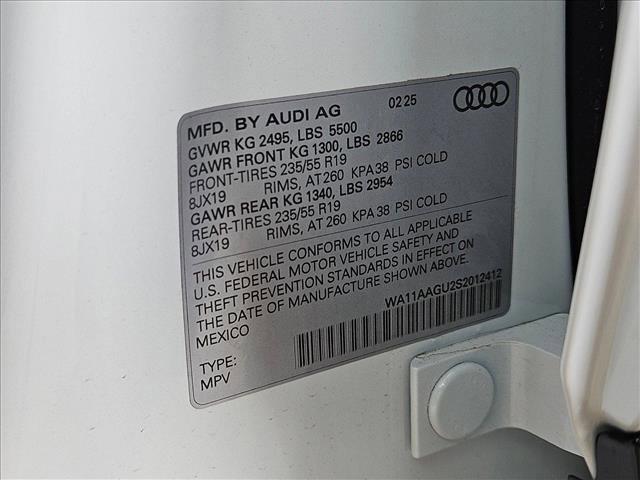 MFD. BY AUDI AG 02 25
GVWR KG 2495, LBS 5500
GAWR FRONT KG 1300, LBS 2866
FRONT-TIRES 235/55 R19
8JX19 RIMS, AT 260 KPA 38 PSI COLD
GAWR REAR KG 1340, LBS 2954
REAR-TIRES 235/55 R19
8JX19 RIMS, AT 260 KPA 38 PSI COLD
THIS VEHICLE CONFORMS TO ALL APPLICABLE
U.S. FEDERAL MOTOR VEHICLE SAFETY AND
THEFT PREVENTION STANDARDS IN EFFECT ON
THE DATE OF MANUFACTURE SHOWN ABOVE.
MEXICO WA11AAGU2S2012412
TYPE:
MPV